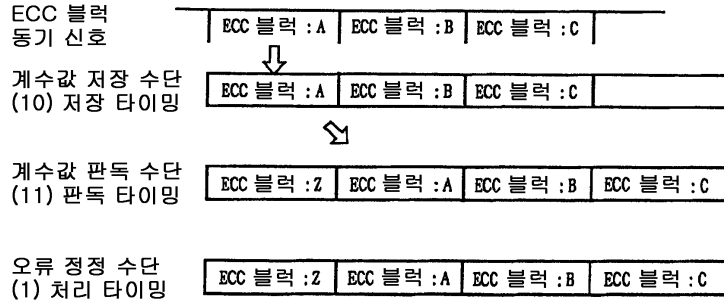 ECC 블럭
동기 신호
ECC 블럭 :A ECC 블럭 :B ECC 블럭 :C
계수값 저장 수단
(10) 저장 타이밍
ECC 블럭 :A ECC 블럭 :B ECC 블럭 :C
계수값 판독 수단
(11) 판독 타이밍
ECC 블럭 :Z ECC 블럭 :A ECC 블럭 :B ECC 블럭 :C
오류 정정 수단
(1) 처리 타이밍
ECC 블럭 :Z ECC 블럭 :A ECC 블럭 :B ECC 블럭 :C